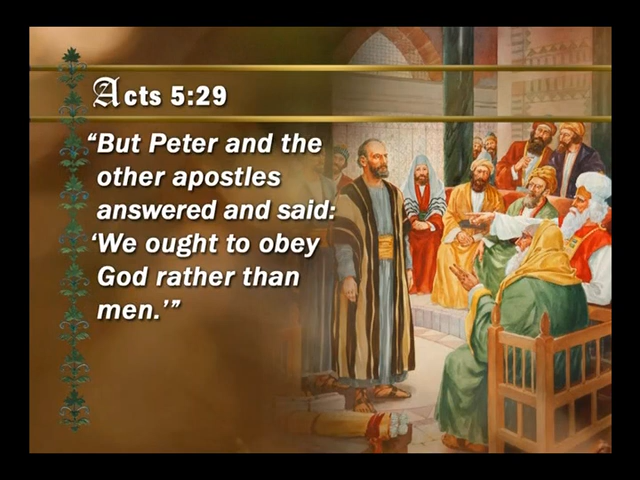 Acts 5:29
“But Peter and the
other apostles
answered and said:
‘We ought to obey
God rather than
men.’”